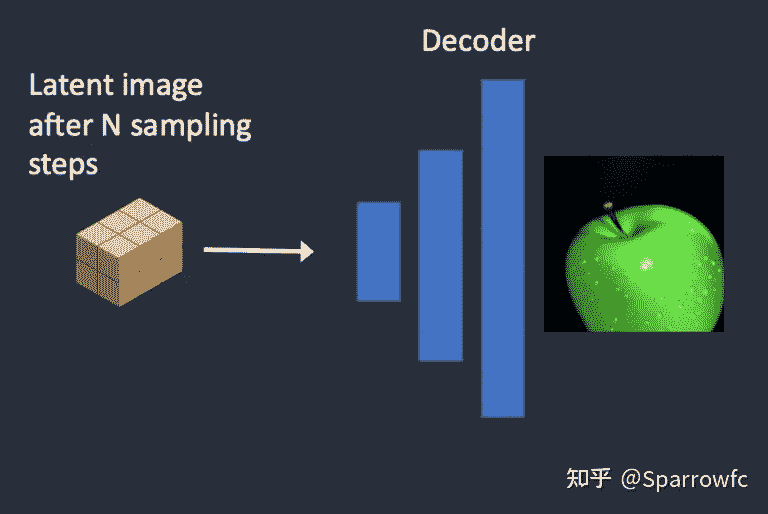 Decoder
Latent image
after N sampling
steps
知乎 @Sparrowfc